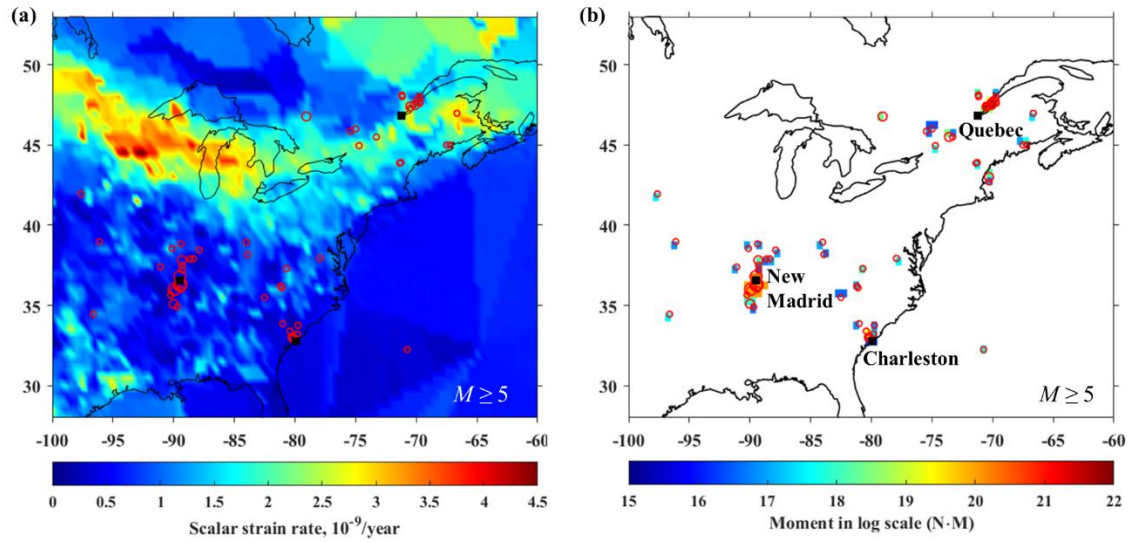 (a)
50
45
40
35
30
M ≥ 5
-100 -95 -90 -85 -80 -75 -70 -65 -60
0 0.5 1 1.5 2 2.5 3 3.5 4 4.5
Scalar strain rate, 10⁻⁹/year
(b)
50
45
40
35
30
Quebec
New
Madrid
Charleston
M ≥ 5
-100 -95 -90 -85 -80 -75 -70 -65 -60
15 16 17 18 19 20 21 22
Moment in log scale (N·M)